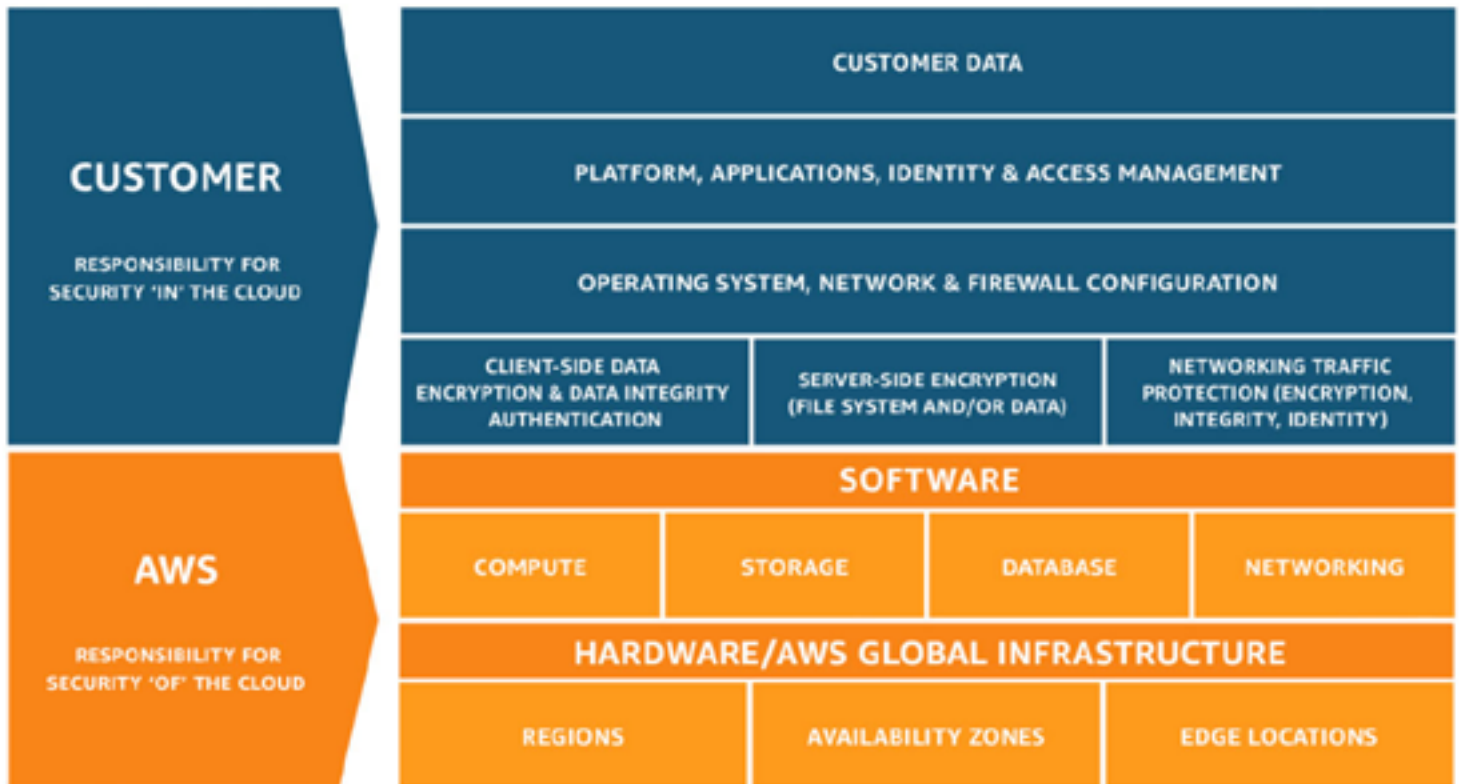 CUSTOMER
RESPONSIBILITY FOR
SECURITY ‘IN’ THE CLOUD
CUSTOMER DATA
PLATFORM, APPLICATIONS, IDENTITY & ACCESS MANAGEMENT
OPERATING SYSTEM, NETWORK & FIREWALL CONFIGURATION
CLIENT-SIDE DATA
ENCRYPTION & DATA INTEGRITY
AUTHENTICATION
SERVER-SIDE ENCRYPTION
(FILE SYSTEM AND/OR DATA)
NETWORKING TRAFFIC
PROTECTION (ENCRYPTION,
INTEGRITY, IDENTITY)
AWS
RESPONSIBILITY FOR
SECURITY ‘OF’ THE CLOUD
SOFTWARE
COMPUTE
STORAGE
DATABASE
NETWORKING
HARDWARE/AWS GLOBAL INFRASTRUCTURE
REGIONS
AVAILABILITY ZONES
EDGE LOCATIONS